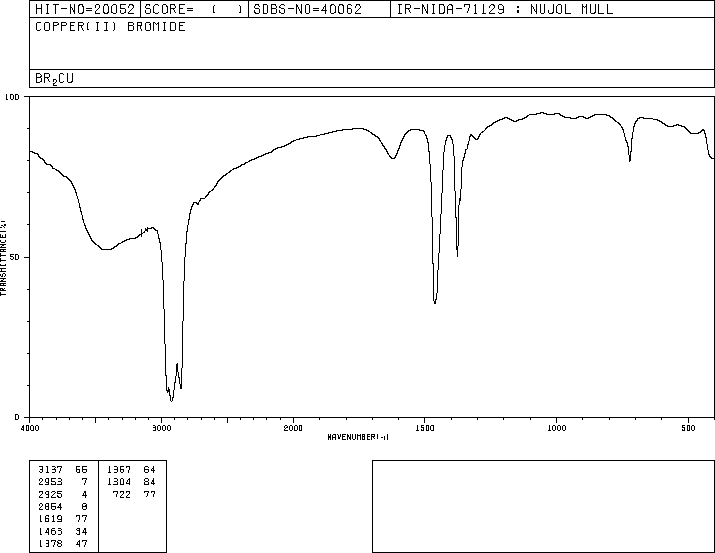 HIT-NO=20052 SCORE= ( ) SDBS-NO=40062 IR-NIDA-71129 : NUJOL MULL
COPPER(II) BROMIDE
BR2CU
100
50
0
TRANSMITTANCE(%)
4000 3000 2000 1500 1000 500
WAVENUMBER(-1)
3137 66 1367 64
2953 7 1304 84
2925 4 722 77
2854 8
1619 77
1463 34
1378 47